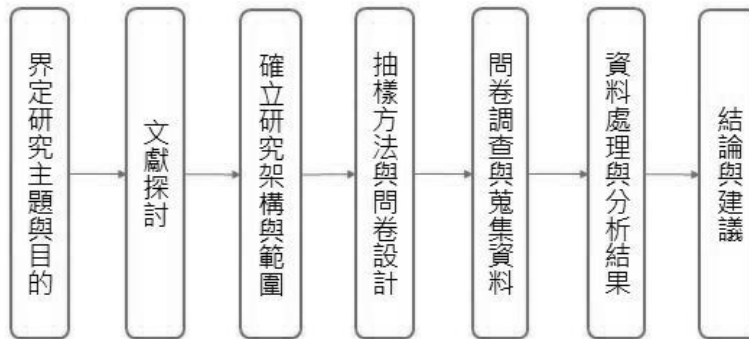 界定研究主題與目的
文獻探討
確立研究架構與範圍
抽樣方法與問卷設計
問卷調查與蒐集資料
資料處理與分析結果
結論與建議